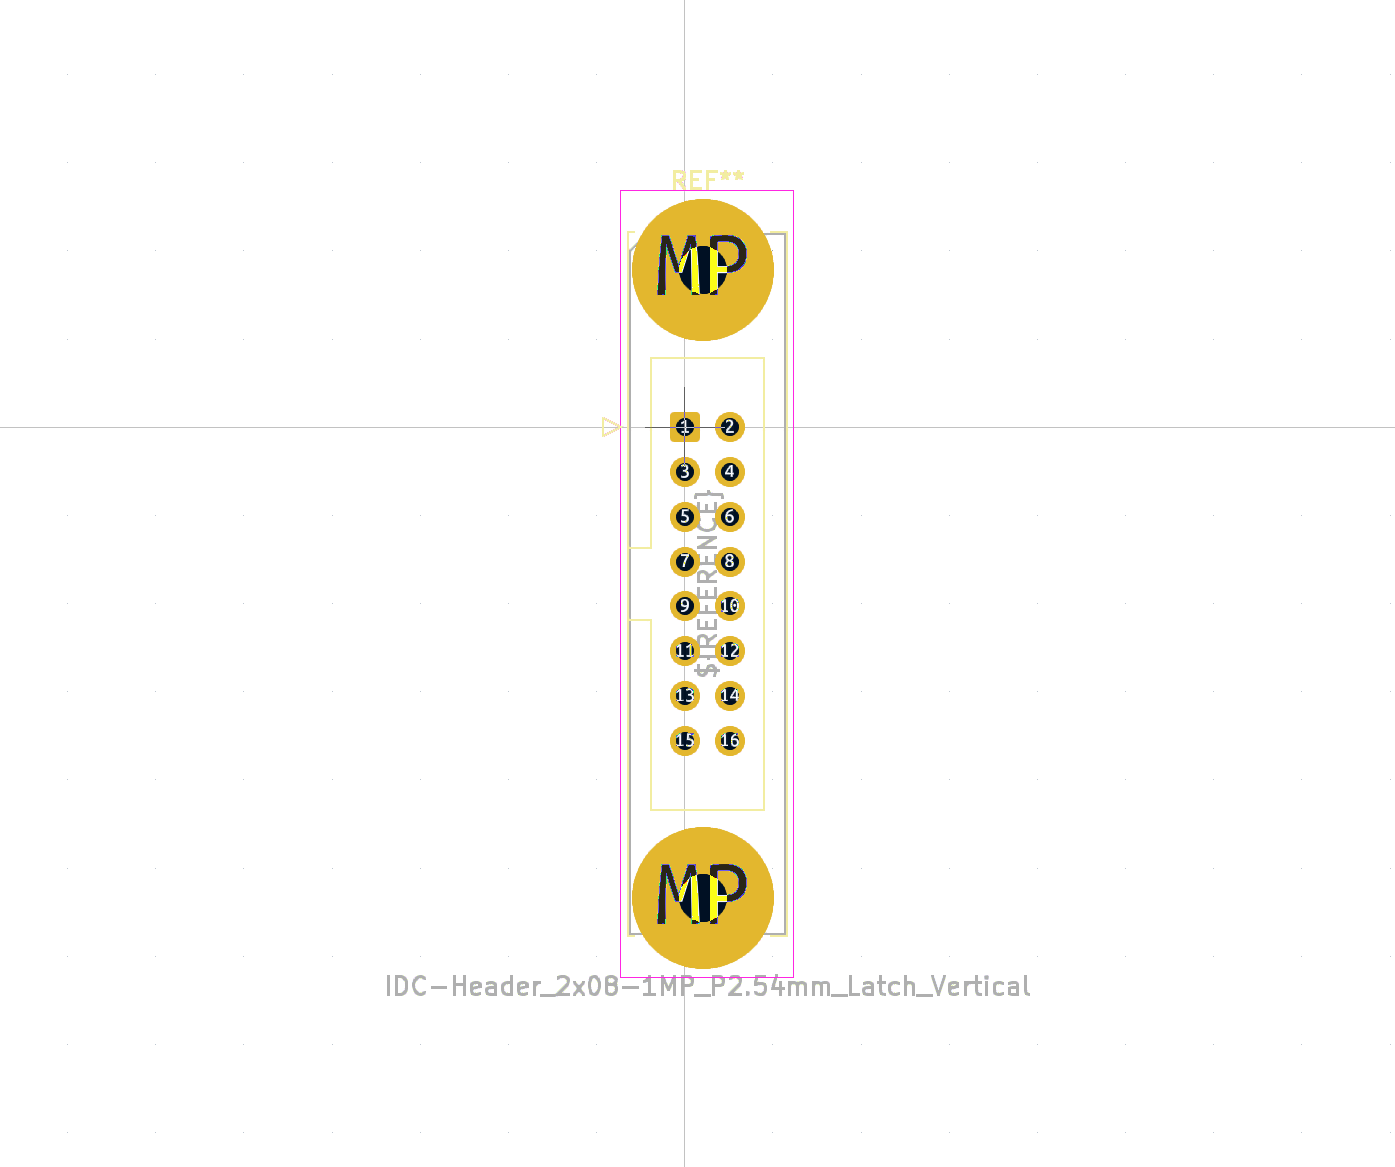 REF**
MP
1 2
3 4
5 6
7 8
9 10
11 12
13 14
15 16
${REFERENCE}
MP
IDC-Header_2x08-1MP_P2.54mm_Latch_Vertical